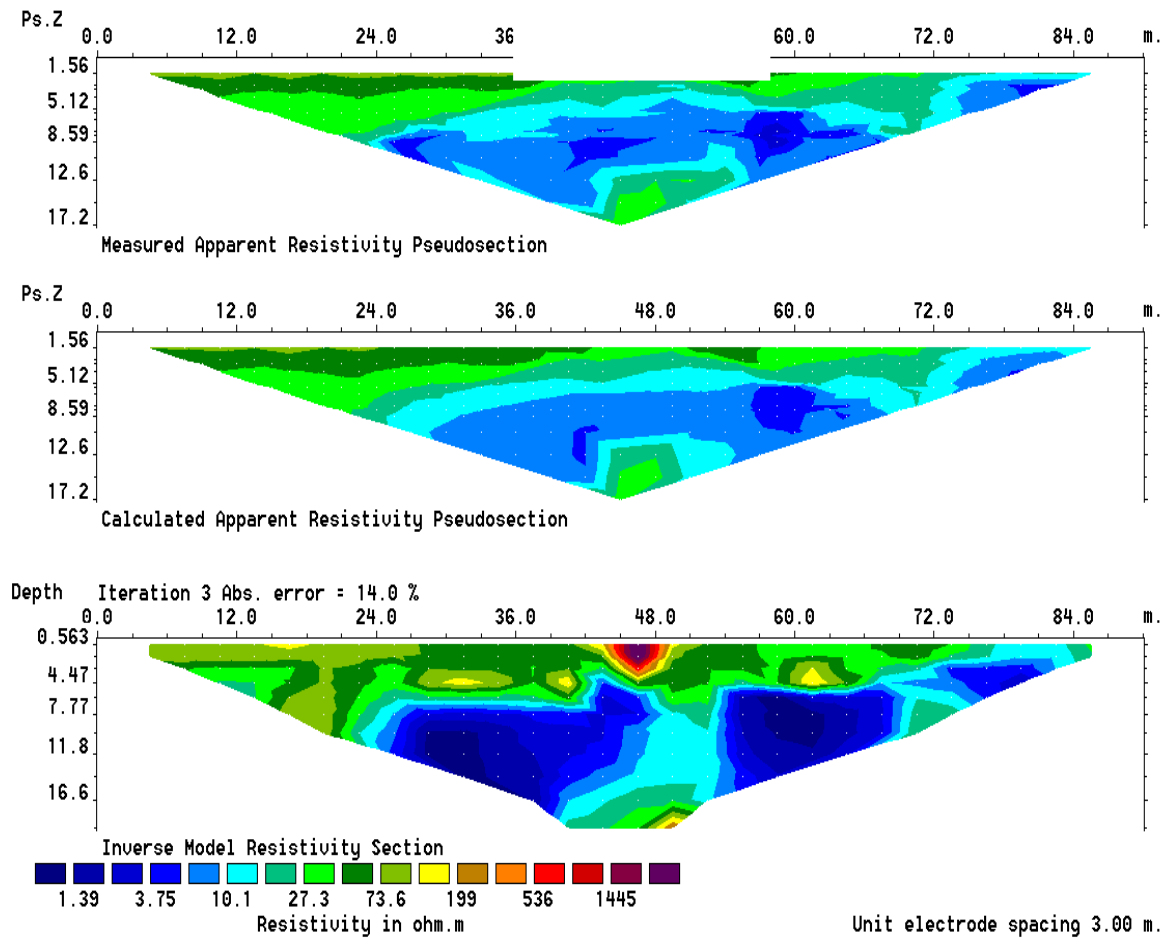 Ps.Z
0.0 12.0 24.0 36 60.0 72.0 84.0 m.
1.56
5.12
8.59
12.6
17.2
Measured Apparent Resistivity Pseudosection
Ps.Z
0.0 12.0 24.0 36.0 48.0 60.0 72.0 84.0 m.
1.56
5.12
8.59
12.6
17.2
Calculated Apparent Resistivity Pseudosection
Depth Iteration 3 Abs. error = 14.0 %
0.0 12.0 24.0 36.0 48.0 60.0 72.0 84.0 m.
0.563
4.47
7.77
11.8
16.6
Inverse Model Resistivity Section
1.39 3.75 10.1 27.3 73.6 199 536 1445
Resistivity in ohm.m Unit electrode spacing 3.00 m.